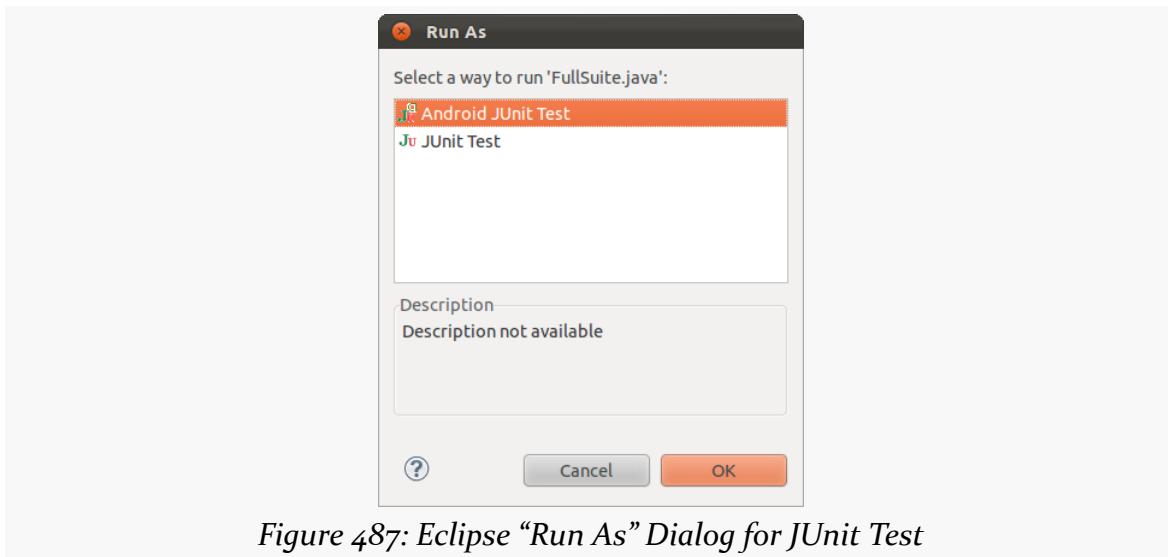 Run As
Select a way to run 'FullSuite.java':
Android JUnit Test
JU JUnit Test
Description
Description not available
?
Cancel
OK
Figure 487: Eclipse “Run As” Dialog for JUnit Test